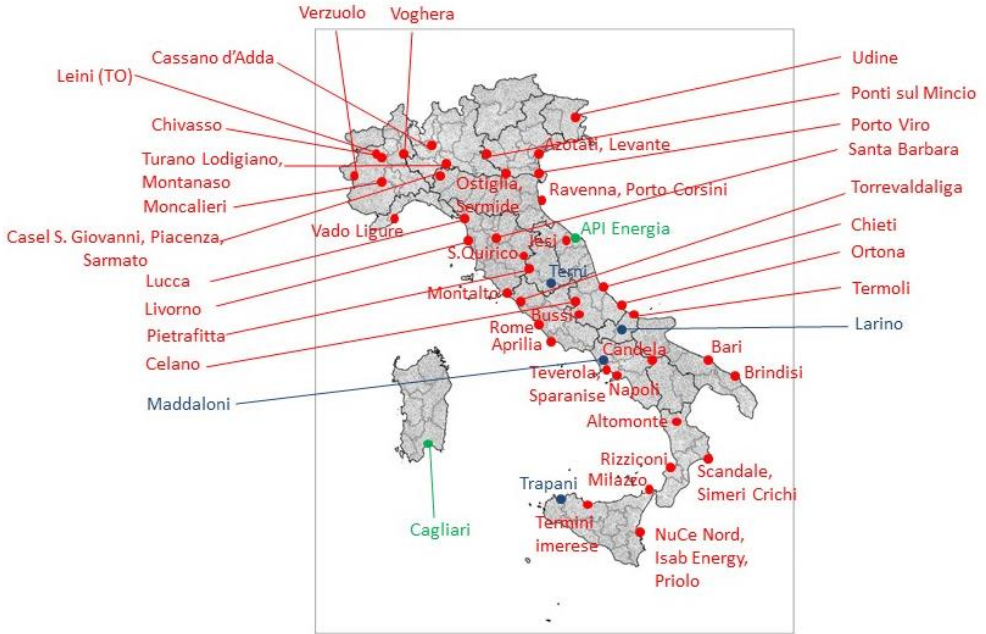 Verzuolo
Voghera
Cassano d'Adda
Leini (TO)
Chivasso
Turano Lodigiano,
Montanaso
Moncalieri
Casel S. Giovanni, Piacenza,
Sarmato
Lucca
Livorno
Pietrafitta
Celano
Maddaloni
Udine
Ponti sul Mincio
Porto Viro
Santa Barbara
Torrevaldaliga
Chieti
Ortona
Termoli
Larino
Azotati, Levante
Ostiglia,
Sermide
Ravenna, Porto Corsini
Vado Ligure
API Energia
Jesi
S.Quirico
Terni
Montalto
Bussi
Rome
Aprilia
Candela
Bari
Brindisi
Teverola,
Sparanise
Napoli
Altomonte
Rizziconi
Milazzo
Scandale,
Simeri Crichi
Trapani
Termini
imerese
NuCe Nord,
Isab Energy,
Priolo
Cagliari